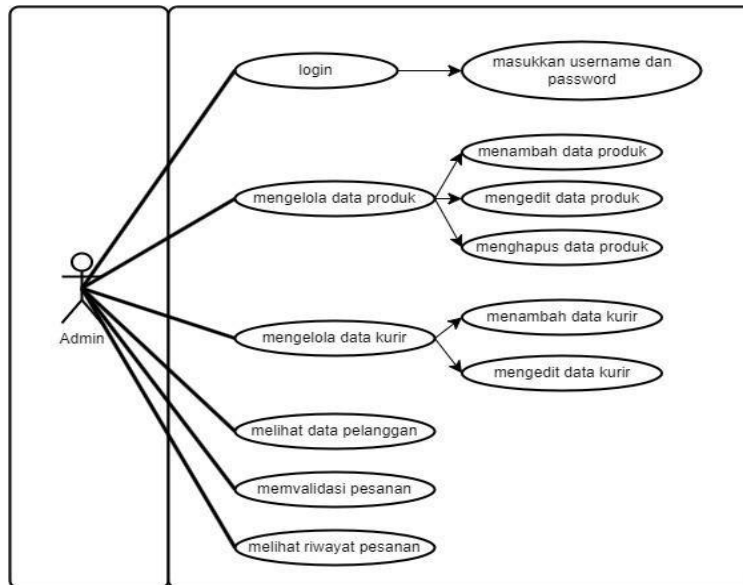 login
masukkan username dan
password
menambah data produk
mengelola data produk
mengedit data produk
menghapus data produk
Admin
menambah data kurir
mengelola data kurir
mengedit data kurir
melihat data pelanggan
memvalidasi pesanan
melihat riwayat pesanan